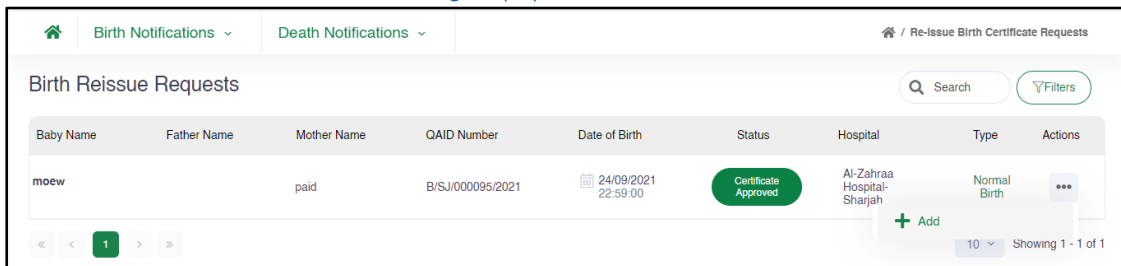 Birth Notifications Death Notifications / Re-Issue Birth Certificate Requests
Birth Reissue Requests Search Filters
Baby Name Father Name Mother Name QAID Number Date of Birth Status Hospital Type Actions
moew paid B/SJ/000095/2021 24/09/2021 22:59:00 Certificate Approved Al-Zahraa Hospital-Sharjah Normal Birth
Add
1 10 Showing 1 - 1 of 1